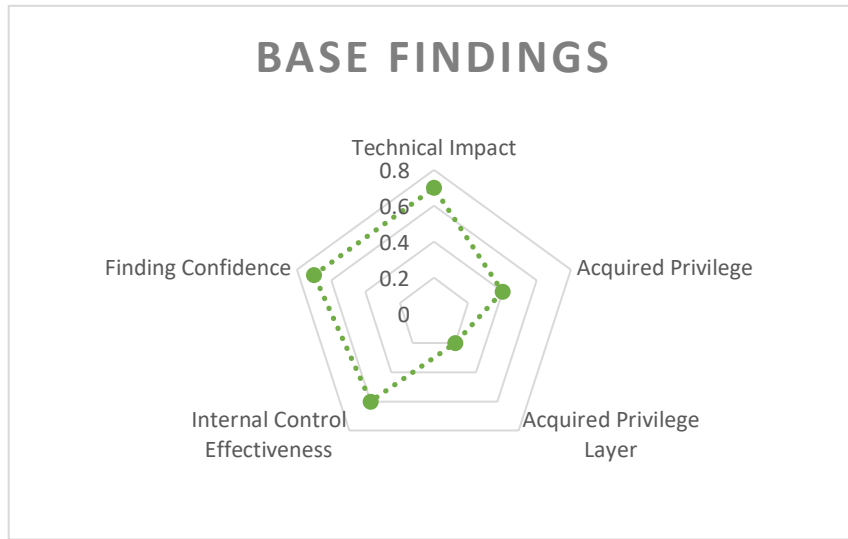 BASE FINDINGS
Technical Impact
0.8
0.6
0.4
0.2
0
Finding Confidence
Acquired Privilege
Internal Control
Effectiveness
Acquired Privilege
Layer